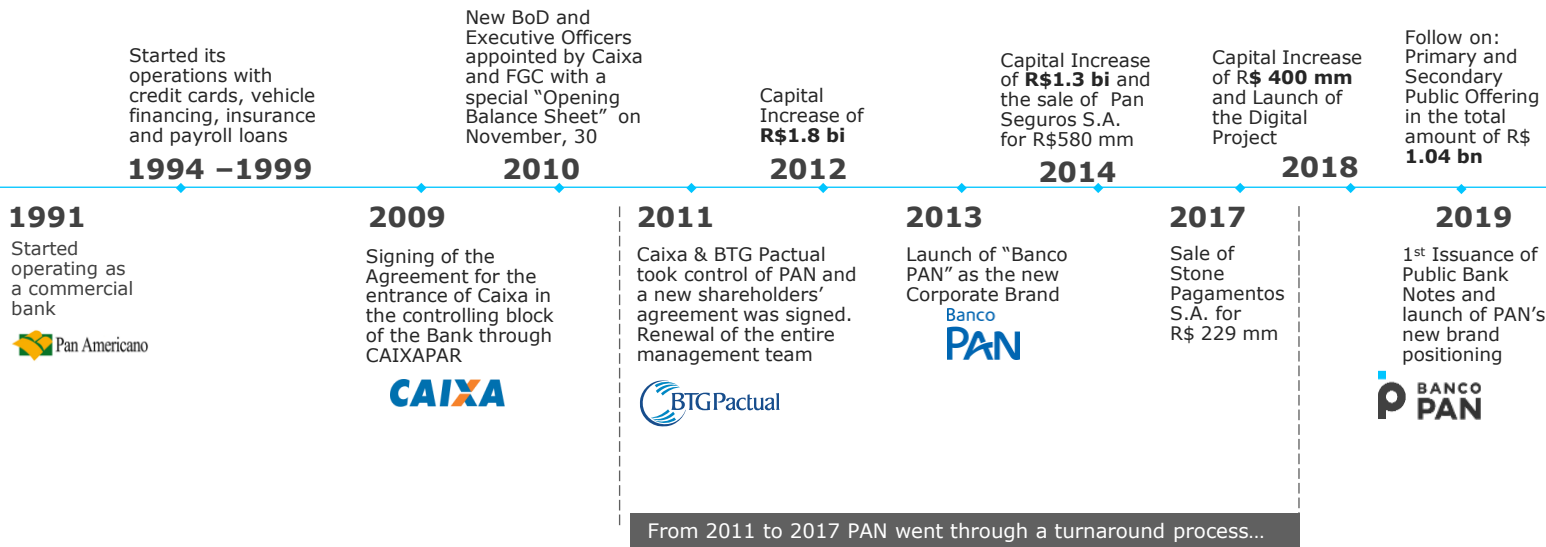 Started its
operations with
credit cards, vehicle
financing, insurance
and payroll loans
1994 –1999
New BoD and
Executive Officers
appointed by Caixa
and FGC with a
special “Opening
Balance Sheet” on
November, 30
2010
Capital
Increase of
R$1.8 bi
2012
Capital Increase
of R$1.3 bi and
the sale of Pan
Seguros S.A.
for R$580 mm
2014
Capital Increase
of R$ 400 mm
and Launch of
the Digital
Project
2018
Follow on:
Primary and
Secondary
Public Offering
in the total
amount of R$
1.04 bn
1991
Started
operating as
a commercial
bank
Pan Americano
2009
Signing of the
Agreement for the
entrance of Caixa in
the controlling block
of the Bank through
CAIXAPAR
CAIXA
2011
Caixa & BTG Pactual
took control of PAN and
a new shareholders’
agreement was signed.
Renewal of the entire
management team
BTGPactual
2013
Launch of “Banco
PAN” as the new
Corporate Brand
Banco
PAN
2017
Sale of
Stone
Pagamentos
S.A. for
R$ 229 mm
2019
1st Issuance of
Public Bank
Notes and
launch of PAN’s
new brand
positioning
BANCO
PAN
From 2011 to 2017 PAN went through a turnaround process…